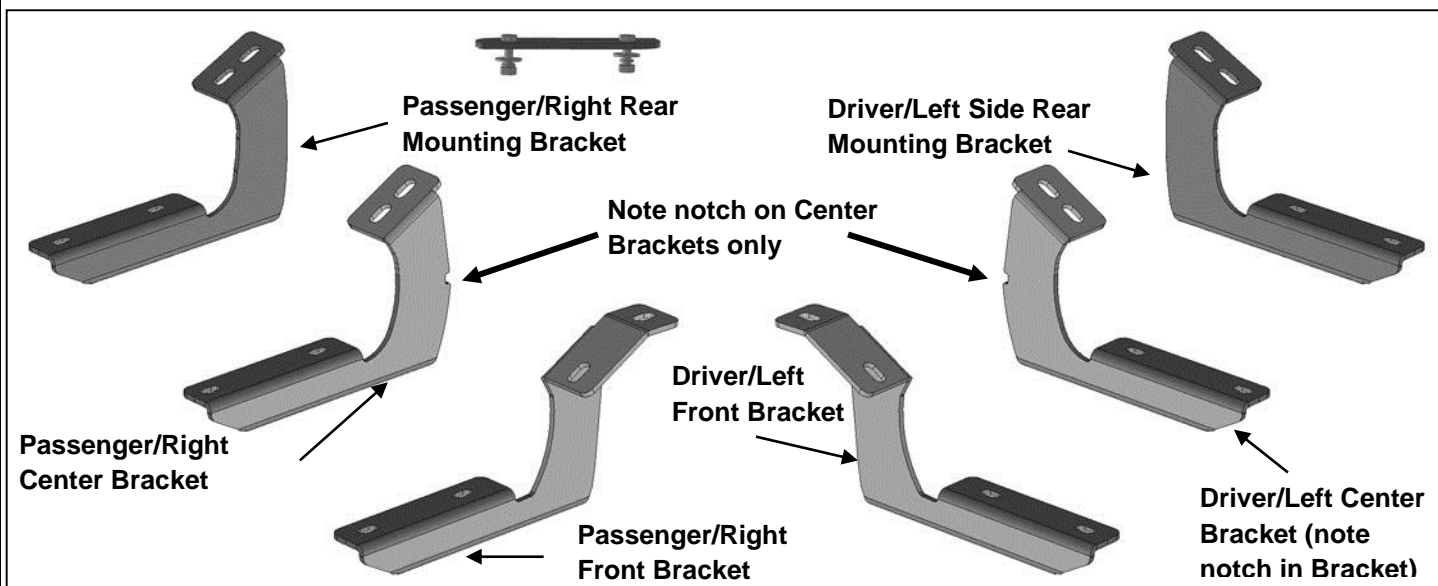 Passenger/Right Rear
Mounting Bracket
Driver/Left Side Rear
Mounting Bracket
Note notch on Center
Brackets only
Driver/Left
Front Bracket
Passenger/Right
Center Bracket
Passenger/Right
Front Bracket
Driver/Left Center
Bracket (note
notch in Bracket)